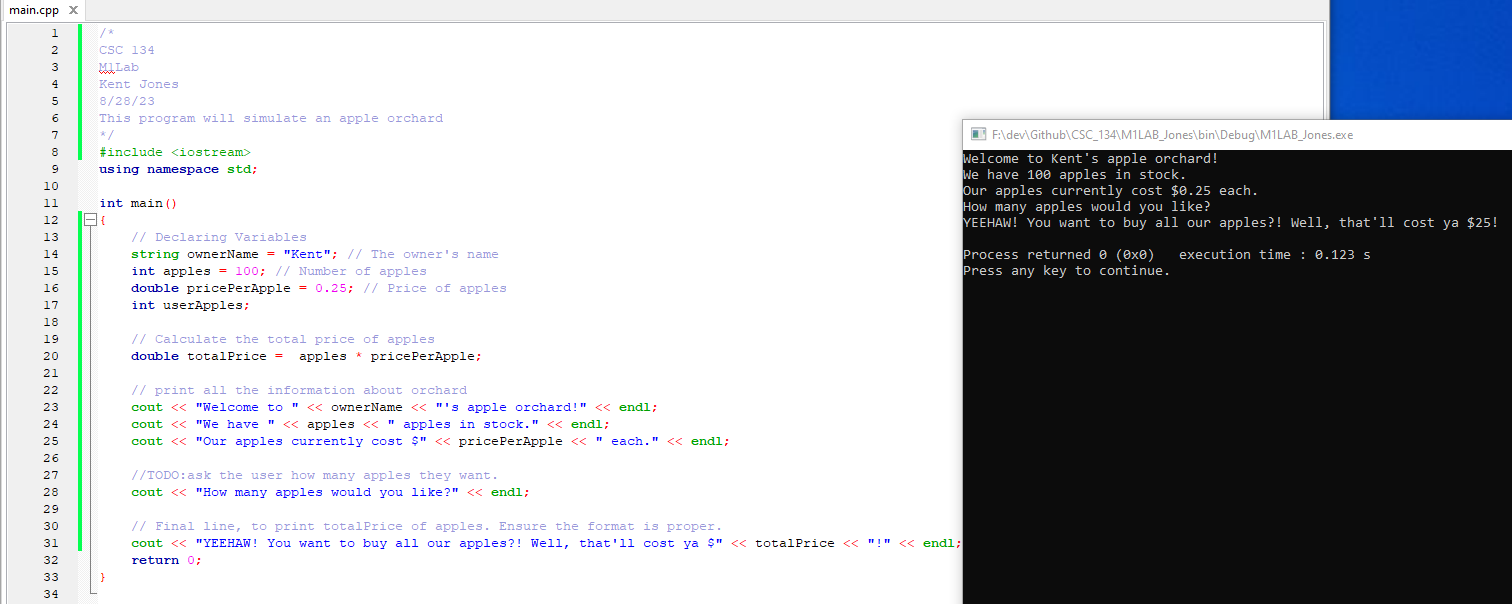 main.cpp X
1 /*
2 CSC 134
3 M1Lab
4 Kent Jones
5 8/28/23
6 This program will simulate an apple orchard
7 */
8 #include <iostream>
9 using namespace std;
10
11 int main()
12 {
13 // Declaring Variables
14 string ownerName = "Kent"; // The owner's name
15 int apples = 100; // Number of apples
16 double pricePerApple = 0.25; // Price of apples
17 int userApples;
18
19 // Calculate the total price of apples
20 double totalPrice =  apples * pricePerApple;
21
22 // print all the information about orchard
23 cout << "Welcome to " << ownerName << "'s apple orchard!" << endl;
24 cout << "We have " << apples << " apples in stock." << endl;
25 cout << "Our apples currently cost $" << pricePerApple << " each." << endl;
26
27 //TODO:ask the user how many apples they want.
28 cout << "How many apples would you like?" << endl;
29
30 // Final line, to print totalPrice of apples. Ensure the format is proper.
31 cout << "YEEHAW! You want to buy all our apples?! Well, that'll cost ya $" << totalPrice << "!" << endl;
32 return 0;
33 }
34
F:\dev\Github\CSC_134\M1LAB_Jones\bin\Debug\M1LAB_Jones.exe
Welcome to Kent's apple orchard!
We have 100 apples in stock.
Our apples currently cost $0.25 each.
How many apples would you like?
YEEHAW! You want to buy all our apples?! Well, that'll cost ya $25!
Process returned 0 (0x0)   execution time : 0.123 s
Press any key to continue.